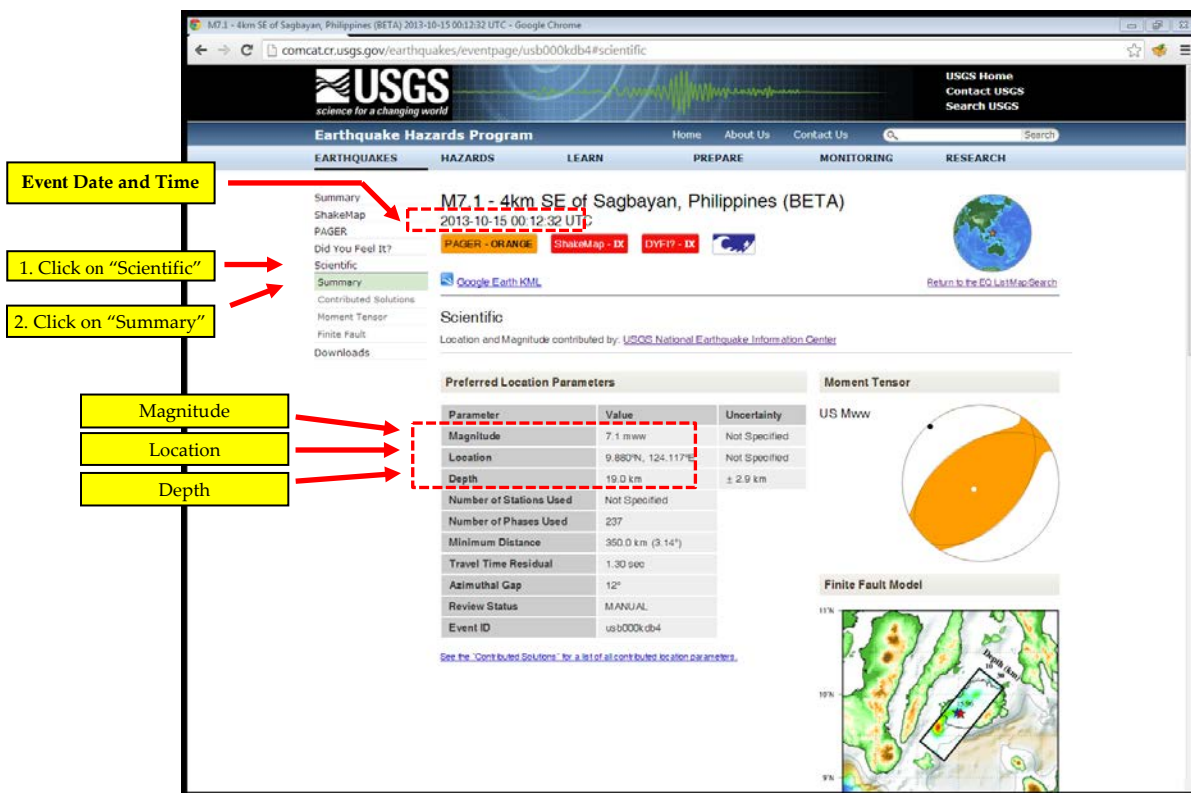 M7.1 - 4km SE of Sagbayan, Philippines (BETA) 2013-10-15 00:12:32 UTC - Google Chrome
comcat.cr.usgs.gov/earthquakes/eventpage/usb000kdb4#scientific
USGS
science for a changing world
USGS Home
Contact USGS
Search USGS
Earthquake Hazards Program
Home About Us Contact Us Search
EARTHQUAKES HAZARDS LEARN PREPARE MONITORING RESEARCH
Event Date and Time
1. Click on “Scientific”
2. Click on “Summary”
Magnitude
Location
Depth
Summary
ShakeMap
PAGER
Did You Feel It?
Scientific
Summary
Contributed Solutions
Moment Tensor
Finite Fault
Downloads
M7.1 - 4km SE of Sagbayan, Philippines (BETA)
2013-10-15 00:12:32 UTC
PAGER - ORANGE ShakeMap - IX DYFI? - IX
Google Earth KML
Return to the EQ List/Map/Search
Scientific
Location and Magnitude contributed by: USGS National Earthquake Information Center
Preferred Location Parameters
Parameter Value Uncertainty
Magnitude 7.1 mww Not Specified
Location 9.880°N, 124.117°E Not Specified
Depth 19.0 km ± 2.9 km
Number of Stations Used Not Specified
Number of Phases Used 237
Minimum Distance 350.0 km (3.14°)
Travel Time Residual 1.30 sec
Azimuthal Gap 12°
Review Status MANUAL
Event ID usb000kdb4
See the "Contributed Solutions" for a list of all contributed location parameters.
Moment Tensor
US Mww
Finite Fault Model
11°N
Depth (km)
10°N
9°N